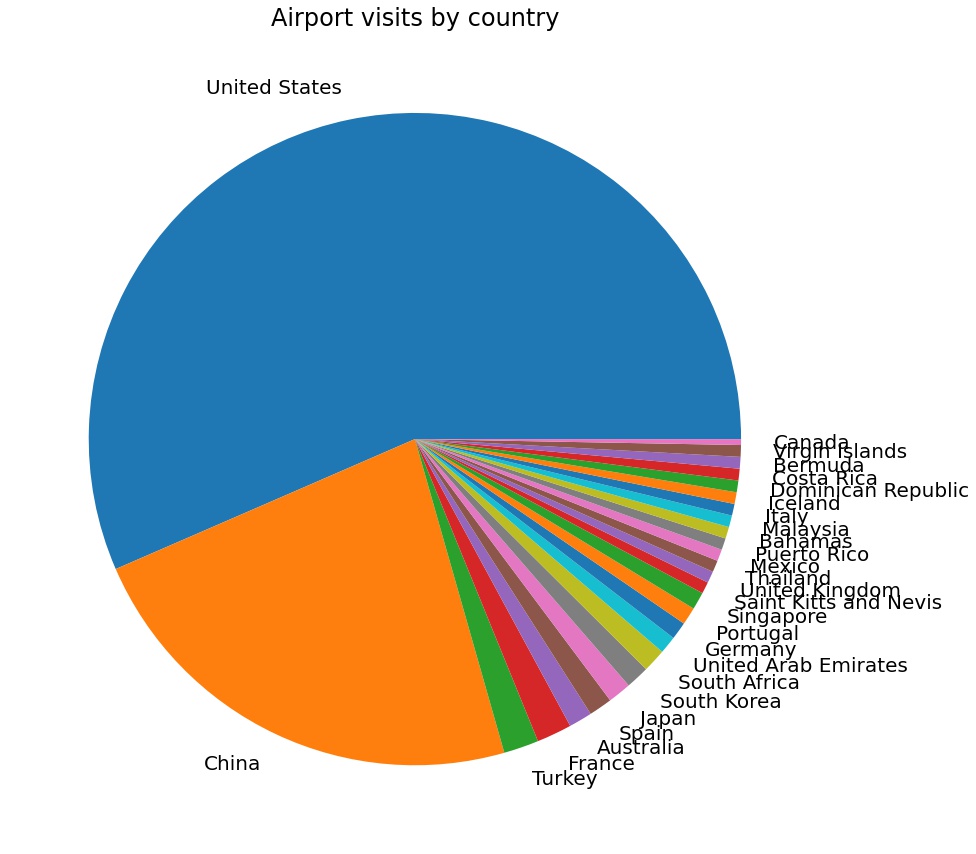 Airport visits by country
United States
Canada
Virgin Islands
Bermuda
Costa Rica
Dominican Republic
Iceland
Italy
Malaysia
Bahamas
Puerto Rico
Mexico
Thailand
United Kingdom
Saint Kitts and Nevis
Singapore
Portugal
Germany
United Arab Emirates
South Africa
South Korea
Japan
Spain
Australia
France
China
Turkey